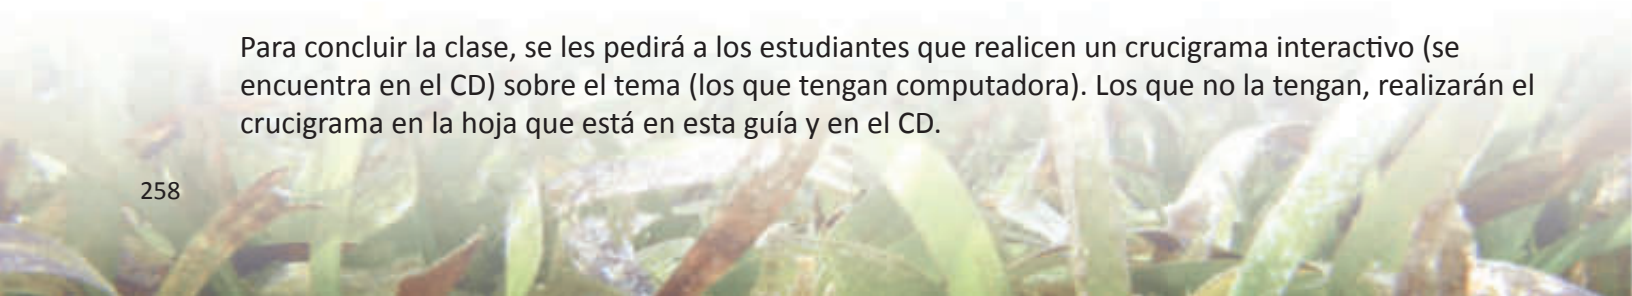 Para concluir la clase, se les pedirá a los estudiantes que realicen un crucigrama interactivo (se
encuentra en el CD) sobre el tema (los que tengan computadora). Los que no la tengan, realizarán el
crucigrama en la hoja que está en esta guía y en el CD.
258